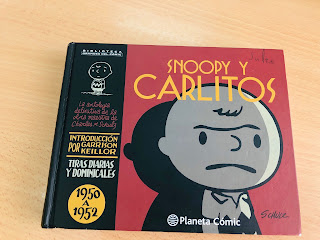 BIBLIOTECA
SNOOPY Y
CARLITOS
La antología
definitiva de la
obra maestra de
Charles M. Schulz
INTRODUCCIÓN
POR GARRISON
KEILLOR
TIRAS DIARIAS
Y DOMINICALES
1950
A
1952
Planeta Cómic
SCHULZ